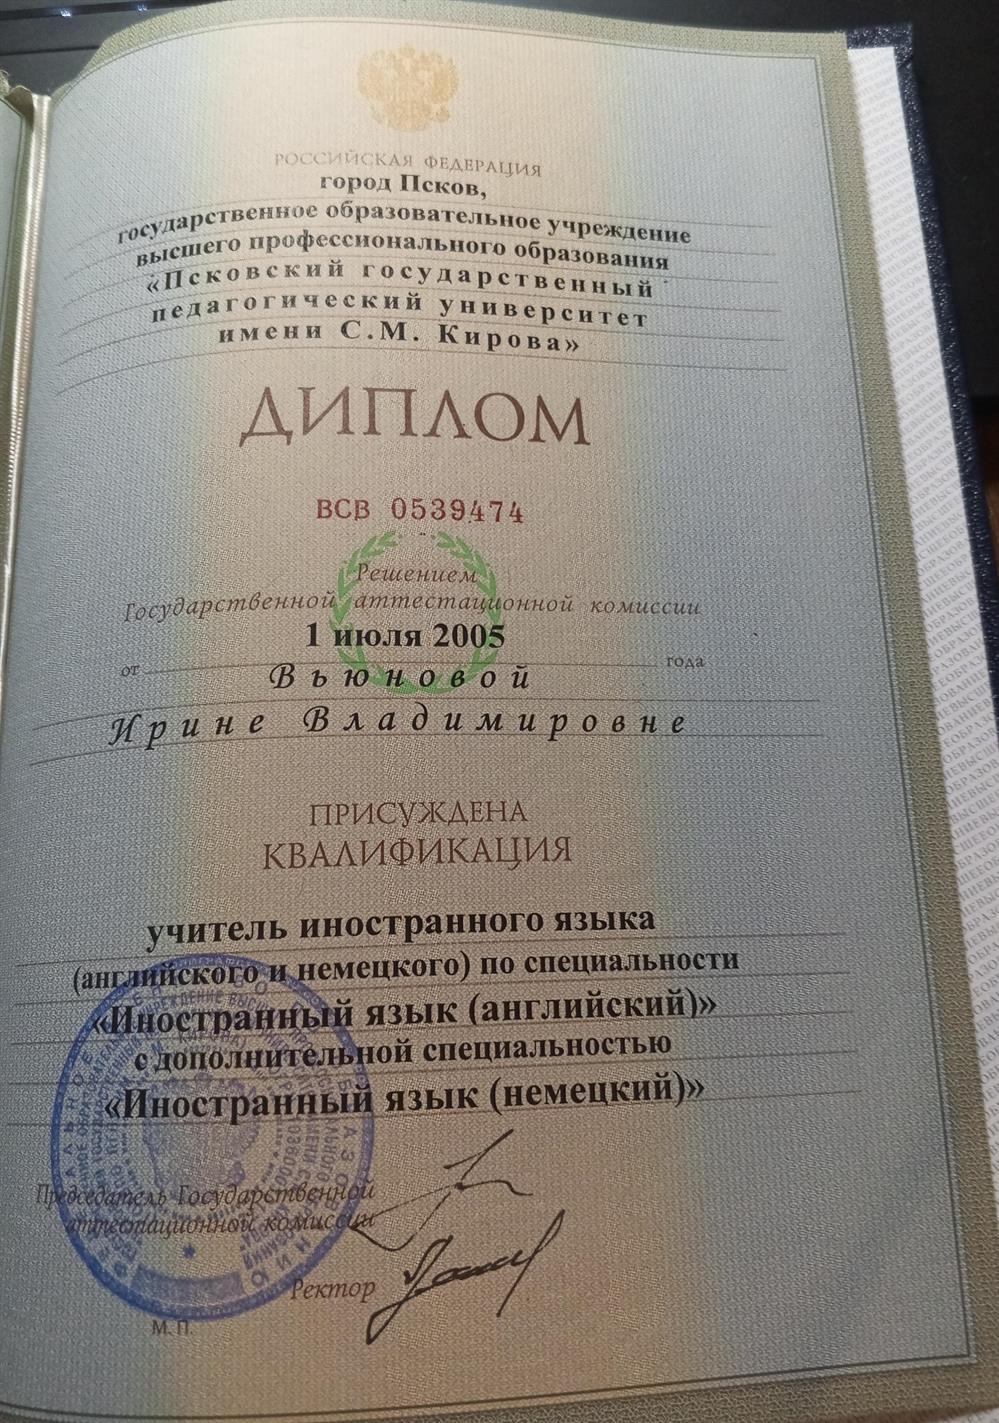 РОССИЙСКАЯ ФЕДЕРАЦИЯ
город Псков,
государственное образовательное учреждение
высшего профессионального образования
«Псковский государственный
педагогический университет
имени С.М. Кирова»
ДИПЛОМ
ВСВ 0539474
Решением
Государственной аттестационной комиссии
1 июля 2005
от года
Вьюновой
Ирине Владимировне
ПРИСУЖДЕНА
КВАЛИФИКАЦИЯ
учитель иностранного языка
(английского и немецкого) по специальности
«Иностранный язык (английский)»
с дополнительной специальностью
«Иностранный язык (немецкий)»
Председатель Государственной
аттестационной комиссии
Ректор
М. П.